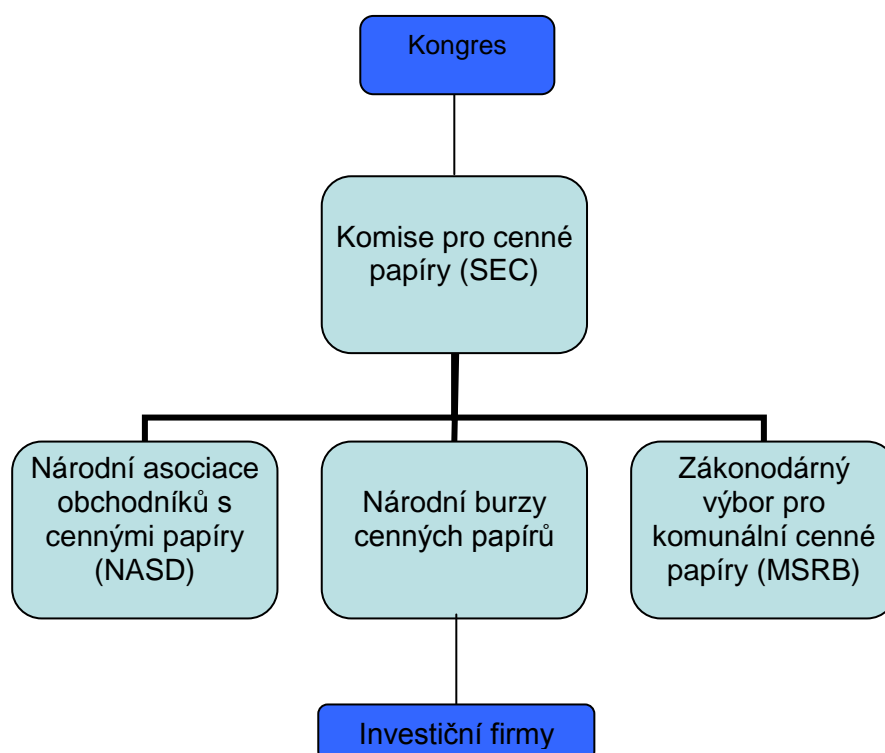 Kongres
Komise pro cenné
papíry (SEC)
Národní asociace
obchodníků s
cennými papíry
(NASD)
Národní burzy
cenných papírů
Zákonodárný
výbor pro
komunální cenné
papíry (MSRB)
Investiční firmy